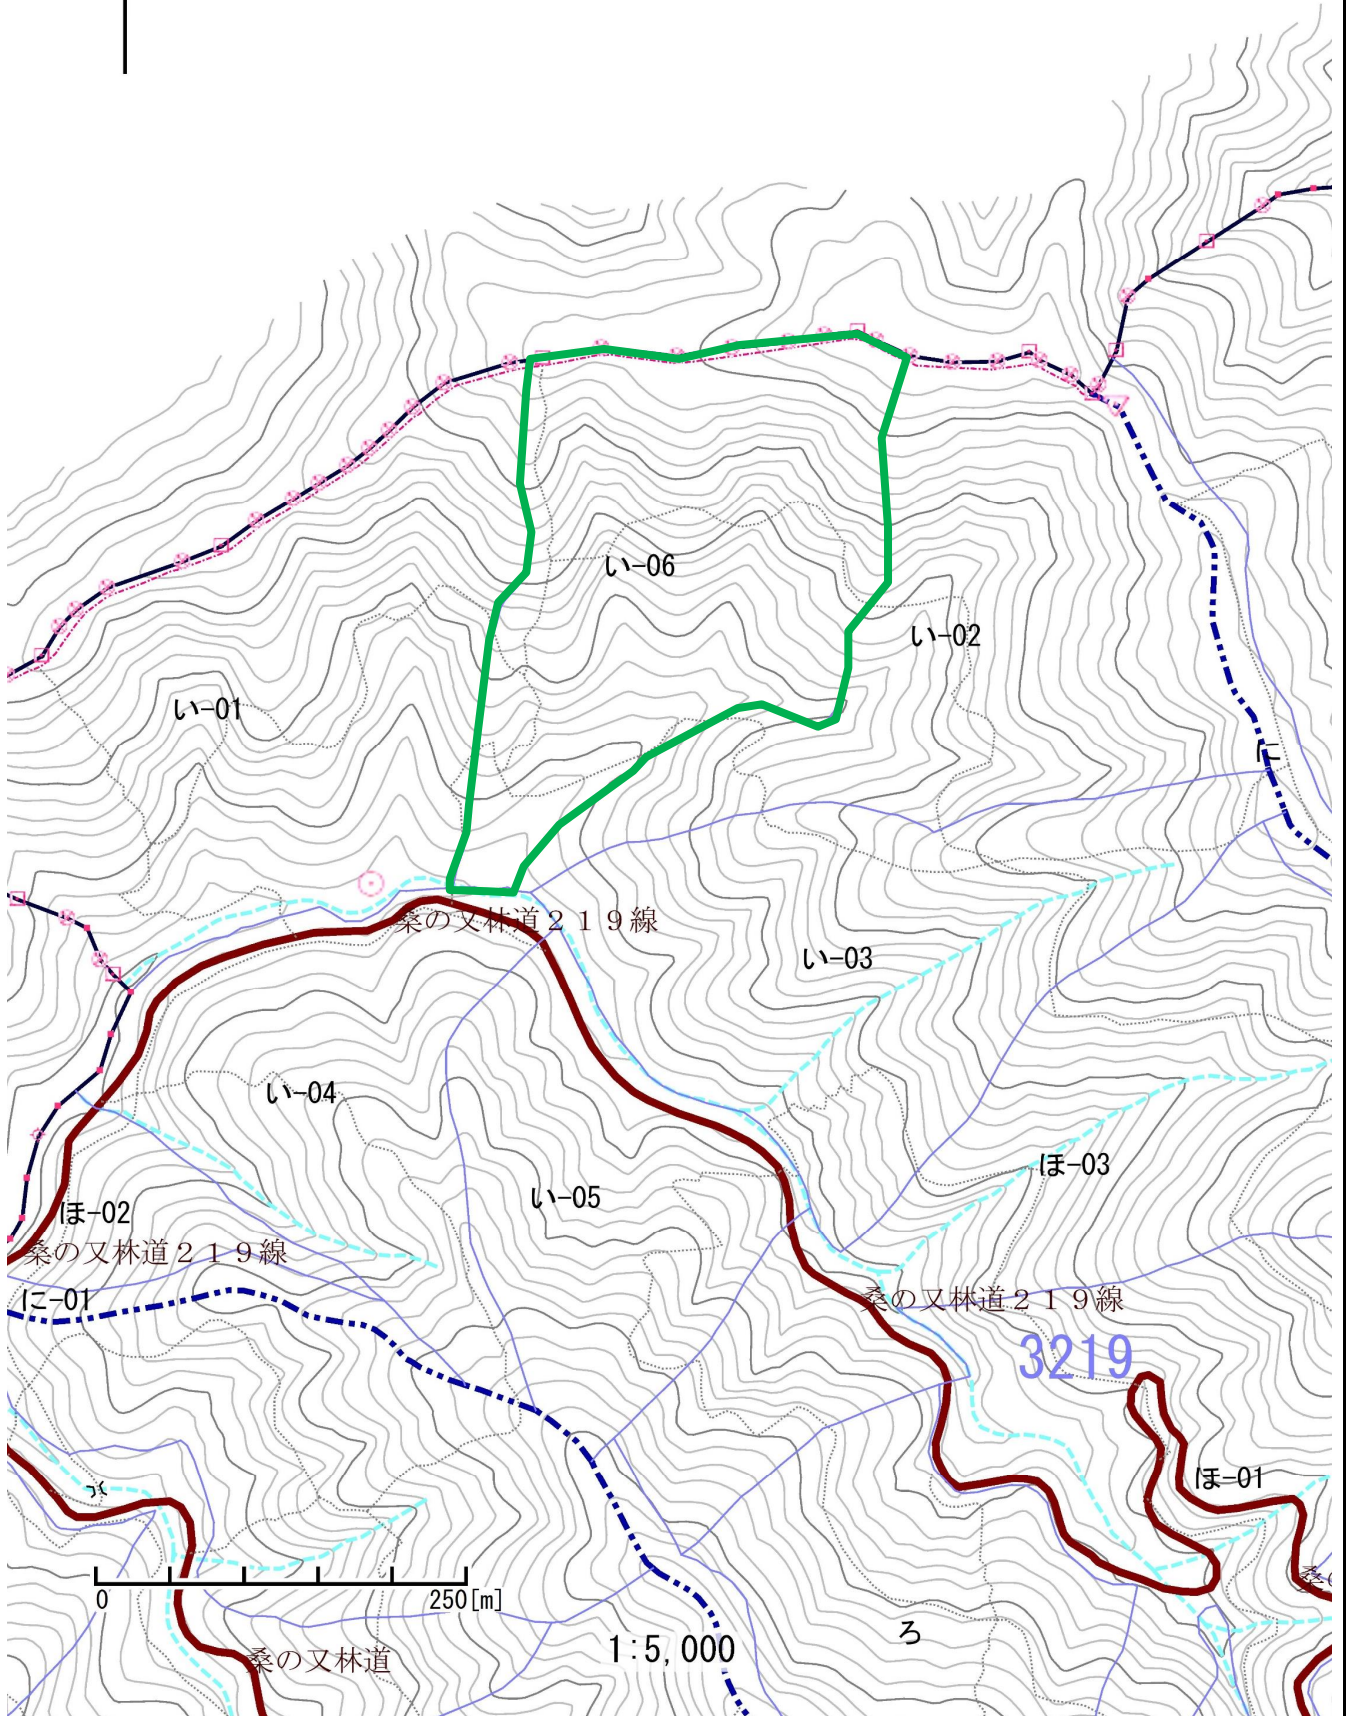 い-06
い-02
い-01
に
桑の又林道２１９線
い-03
い-04
ほ-03
い-05
ほ-02
桑の又林道２１９線
に-01
桑の又林道２１９線
3219
ほ-01
0
250[m]
1:5,000
ろ
桑の又林道